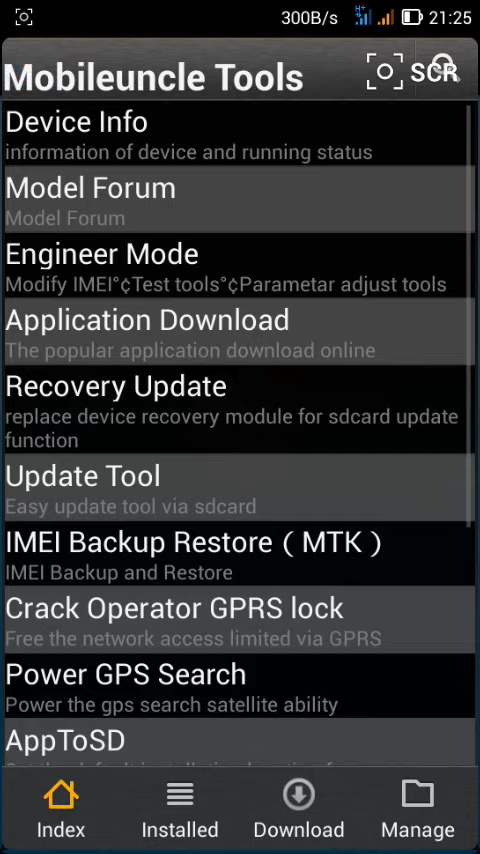 300B/s H+ 21:25
Mobileuncle Tools SCR
Device Info
information of device and running status
Model Forum
Model Forum
Engineer Mode
Modify IMEI°¢Test tools°¢Parametar adjust tools
Application Download
The popular application download online
Recovery Update
replace device recovery module for sdcard update
function
Update Tool
Easy update tool via sdcard
IMEI Backup Restore ( MTK )
IMEI Backup and Restore
Crack Operator GPRS lock
Free the network access limited via GPRS
Power GPS Search
Power the gps search satellite ability
AppToSD
Index Installed Download Manage